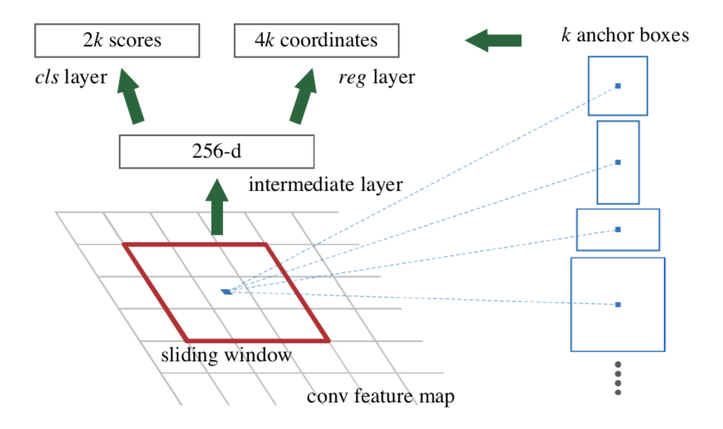 2k scores
4k coordinates
k anchor boxes
cls layer
reg layer
256-d
intermediate layer
sliding window
conv feature map